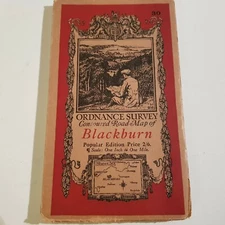 ORDNANCE SURVEY
Contoured Road Map of
Blackburn
Popular Edition Price 2/6.
Scale: One Inch to One Mile.